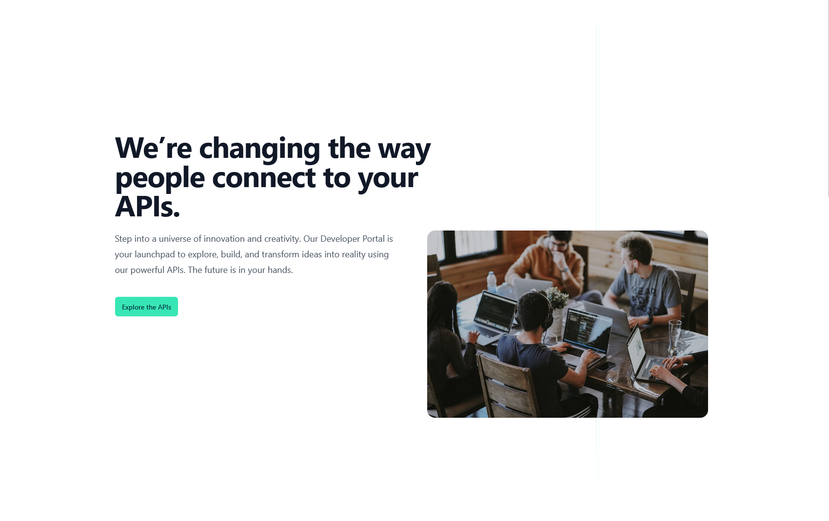 We’re changing the way
people connect to your
APIs.
Step into a universe of innovation and creativity. Our Developer Portal is
your launchpad to explore, build, and transform ideas into reality using
our powerful APIs. The future is in your hands.
Explore the APIs